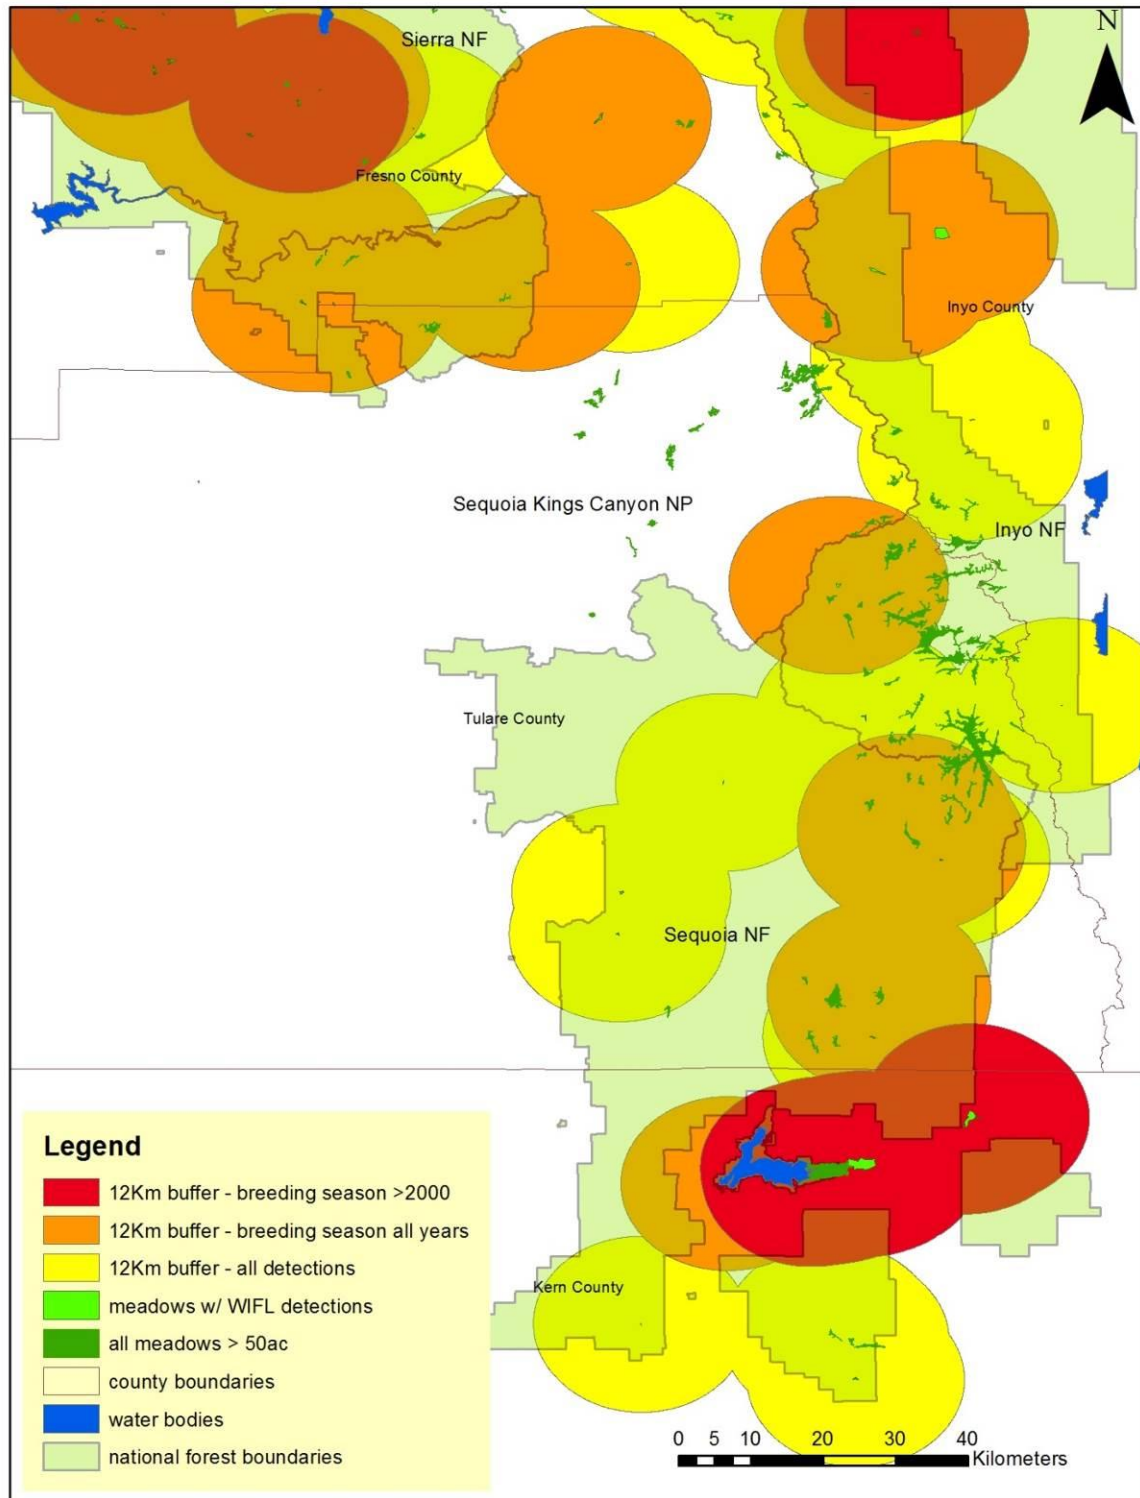 N
Sierra NF
Fresno County
Inyo County
Sequoia Kings Canyon NP
Inyo NF
Tulare County
Sequoia NF
Kern County
Legend
12Km buffer - breeding season >2000
12Km buffer - breeding season all years
12Km buffer - all detections
meadows w/ WIFL detections
all meadows > 50ac
county boundaries
water bodies
national forest boundaries
0 5 10 20 30 40
Kilometers